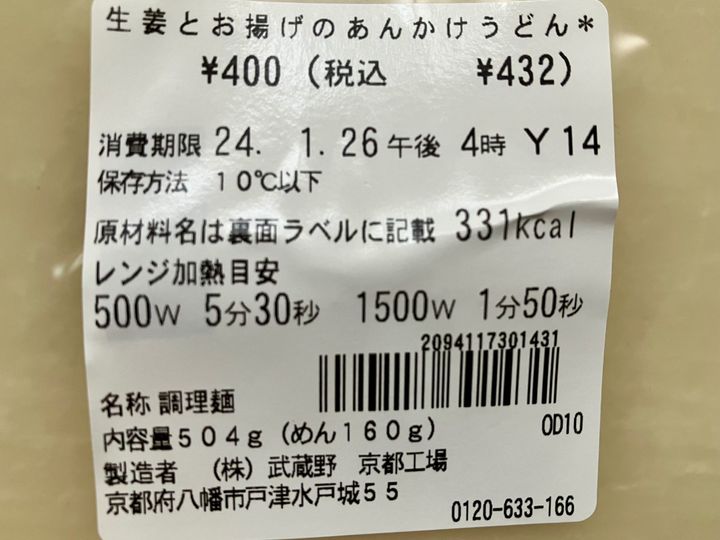 生姜とお揚げのあんかけうどん*
¥400（税込 ¥432）
消費期限 24. 1.26午後 4時 Y14
保存方法 10℃以下
原材料名は裏面ラベルに記載 331kcal
レンジ加熱目安
500W 5分30秒 1500W 1分50秒
2094117301431
名称 調理麺
内容量504g（めん160g） OD10
製造者 （株）武蔵野 京都工場
京都府八幡市戸津水戸城55
0120-633-166